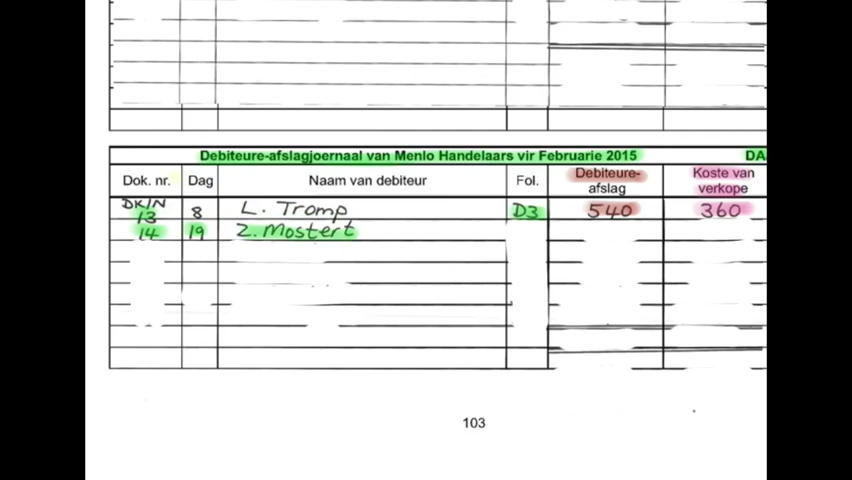 Debiteure-afslagjoernaal van Menlo Handelaars vir Februarie 2015 DA
Dok. nr. Dag Naam van debiteur Fol. Debiteure-afslag Koste van verkope
DK/N 13 8 L. Tromp D3 540 360
14 19 Z. Mostert
103